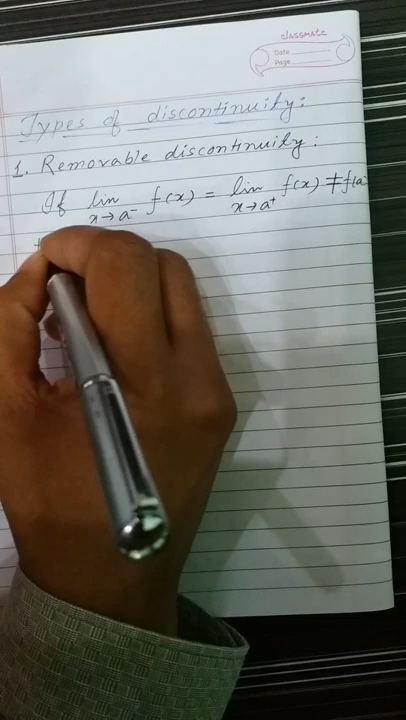 classmate
Date
Page
Types of discontinuity:
1. Removable discontinuity:
If lim x→a⁻ f(x) = lim x→a⁺ f(x) ≠ f(a)